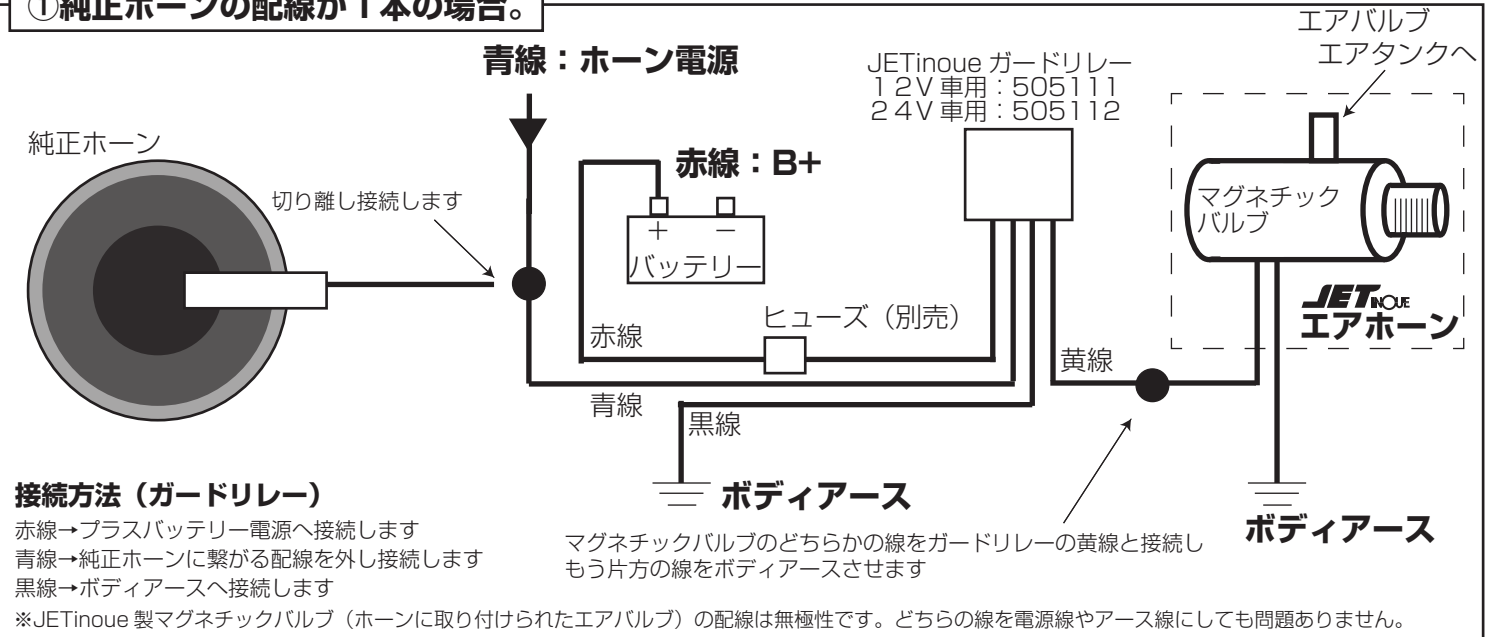 ①純正ホーンの配線が1本の場合。
エアバルブ
エアタンクへ
青線：ホーン電源
JETinoue ガードリレー
１２V 車用：505111
２４V 車用：505112
純正ホーン
赤線：B+
切り離し接続します
マグネチック
バルブ
＋ －
バッテリー
JET INOUE
エアホーン
ヒューズ（別売）
赤線
黄線
青線
黒線
接続方法（ガードリレー）
ボディアース
ボディアース
赤線→プラスバッテリー電源へ接続します
青線→純正ホーンに繋がる配線を外し接続します
黒線→ボディアースへ接続します
マグネチックバルブのどちらかの線をガードリレーの黄線と接続し
もう片方の線をボディアースさせます
※JETinoue 製マグネチックバルブ（ホーンに取り付けられたエアバルブ）の配線は無極性です。どちらの線を電源線やアース線にしても問題ありません。